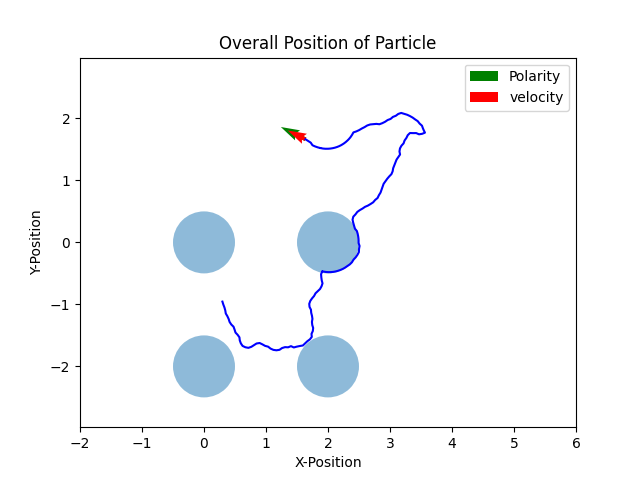 Overall Position of Particle
Polarity
velocity
2
1
0
−1
−2
Y-Position
−2 −1 0 1 2 3 4 5 6
X-Position